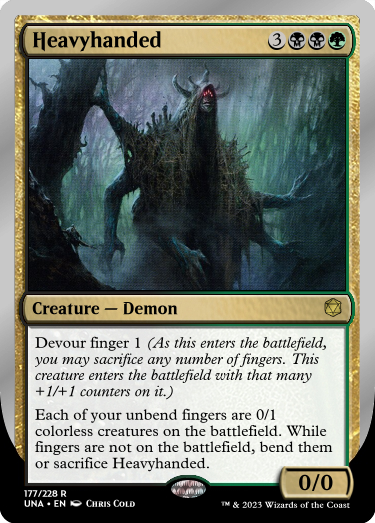 Heavyhanded 3
Creature — Demon
Devour finger 1 (As this enters the battlefield,
you may sacrifice any number of fingers. This
creature enters the battlefield with that many
+1/+1 counters on it.)
Each of your unbend fingers are 0/1
colorless creatures on the battlefield. While
fingers are not on the battlefield, bend them
or sacrifice Heavyhanded.
0/0
177/228 R
UNA • EN Chris Cold
™ & 2023 Wizards of the Coast